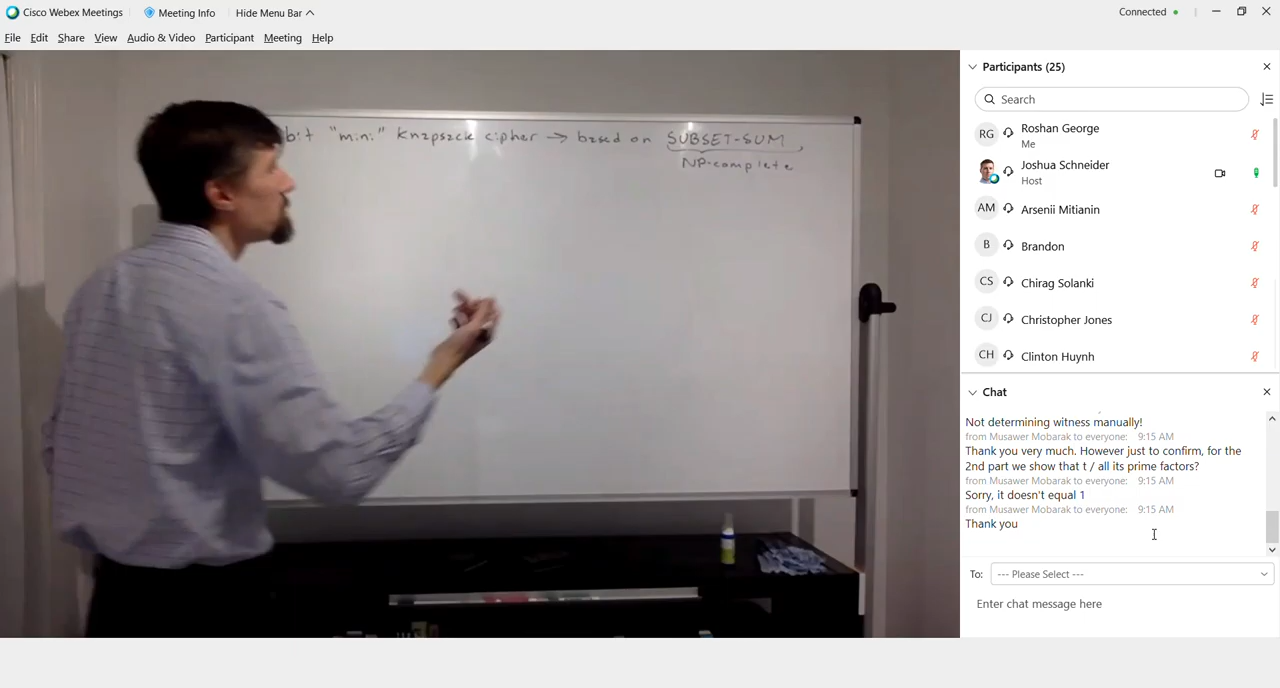 Cisco Webex Meetings
Meeting Info
Hide Menu Bar
Connected
File Edit Share View Audio & Video Participant Meeting Help
bit "mini" Knapsack cipher → based on SUBSET-SUM
NP-complete
Participants (25)
Search
RG Roshan George
Me
Joshua Schneider
Host
AM Arsenii Mitianin
B Brandon
CS Chirag Solanki
CJ Christopher Jones
CH Clinton Huynh
Chat
Not determining witness manually!
from Musawer Mobarak to everyone: 9:15 AM
Thank you very much. However just to confirm, for the
2nd part we show that t / all its prime factors?
from Musawer Mobarak to everyone: 9:15 AM
Sorry, it doesn't equal 1
from Musawer Mobarak to everyone: 9:15 AM
Thank you
To: --- Please Select ---
Enter chat message here